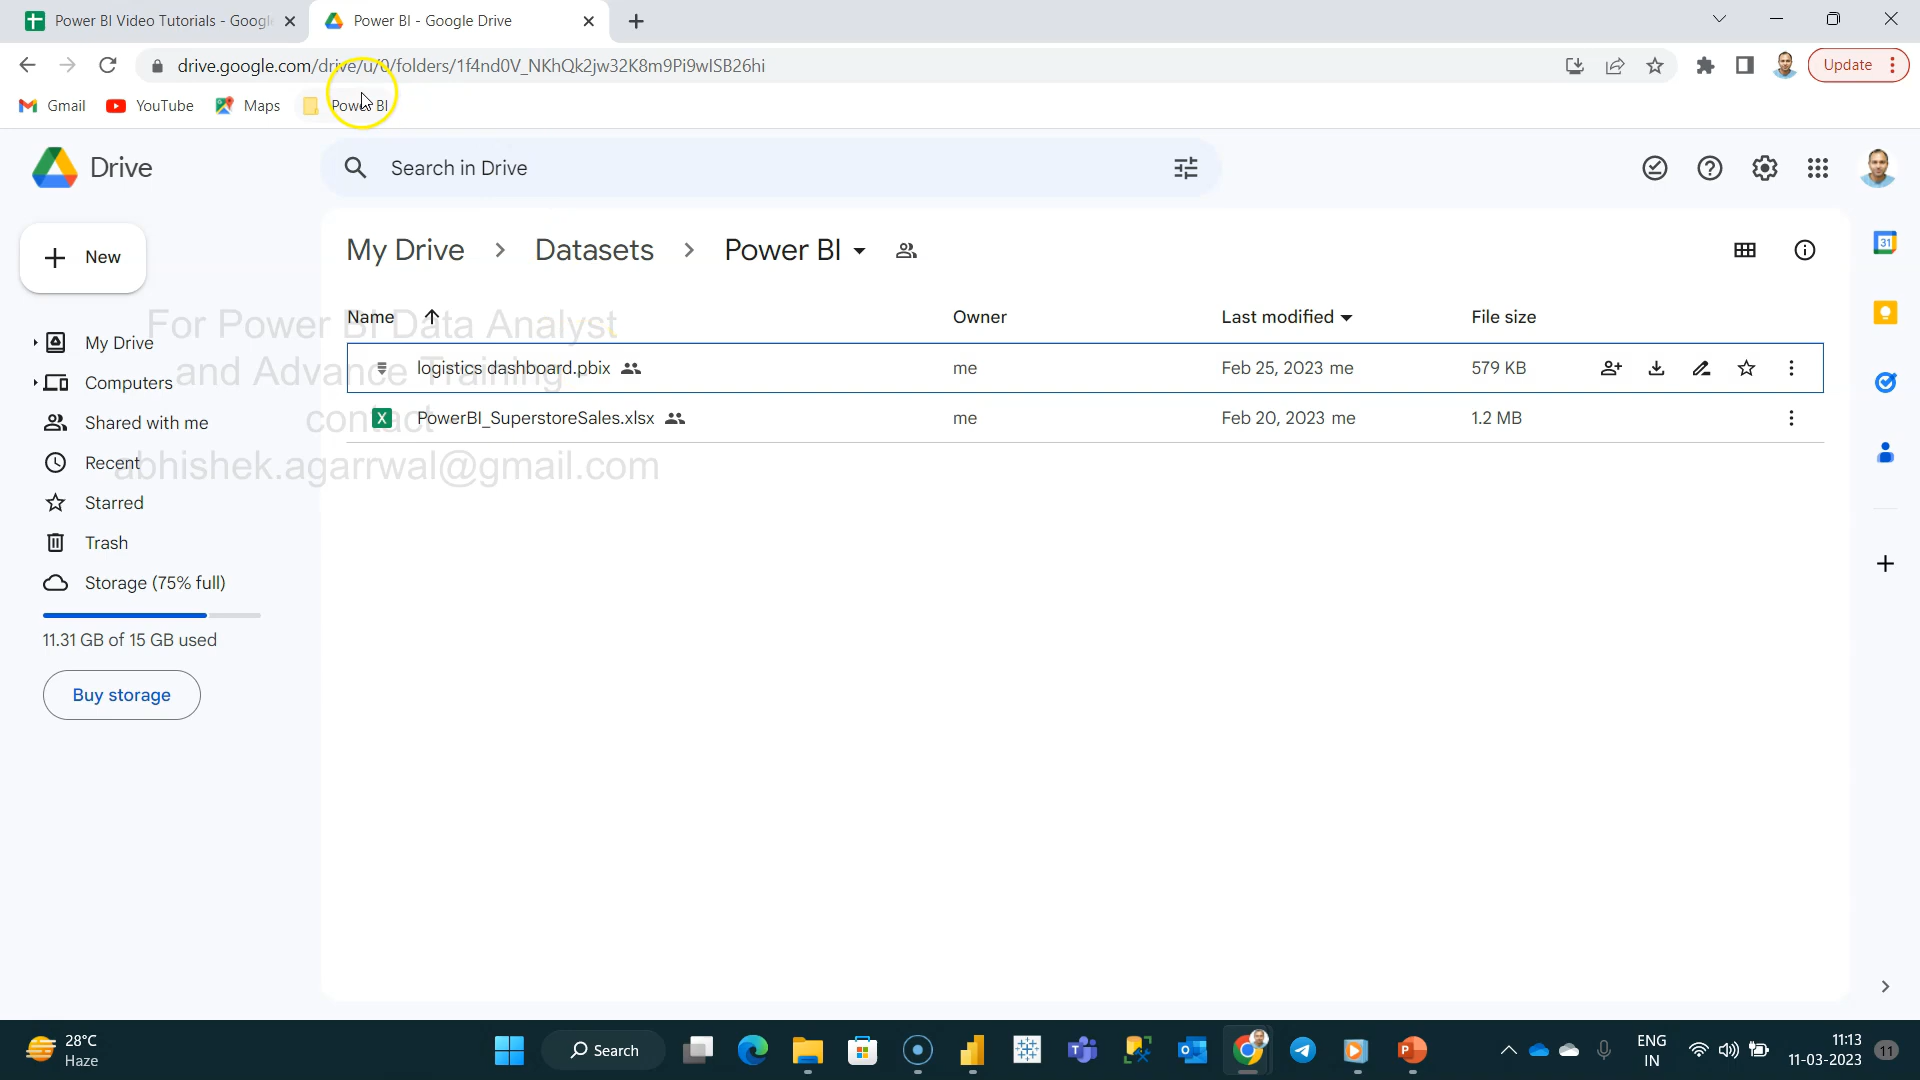 Power BI Video Tutorials - Googl
Power BI - Google Drive
drive.google.com/drive/u/0/folders/1f4nd0V_NKhQk2jw32K8m9Pi9wISB26hi
Update
Gmail
YouTube
Maps
Power BI
Drive
Search in Drive
New
My Drive > Datasets > Power BI
Name
Owner
Last modified
File size
For Power BI Data Analyst
and Advance Training
contact -
abhishek.agarrwal@gmail.com
logistics dashboard.pbix
me
Feb 25, 2023 me
579 KB
PowerBI_SuperstoreSales.xlsx
me
Feb 20, 2023 me
1.2 MB
My Drive
Computers
Shared with me
Recent
Starred
Trash
Storage (75% full)
11.31 GB of 15 GB used
Buy storage
31
28°C
Haze
Search
ENG
IN
11:13
11-03-2023
11